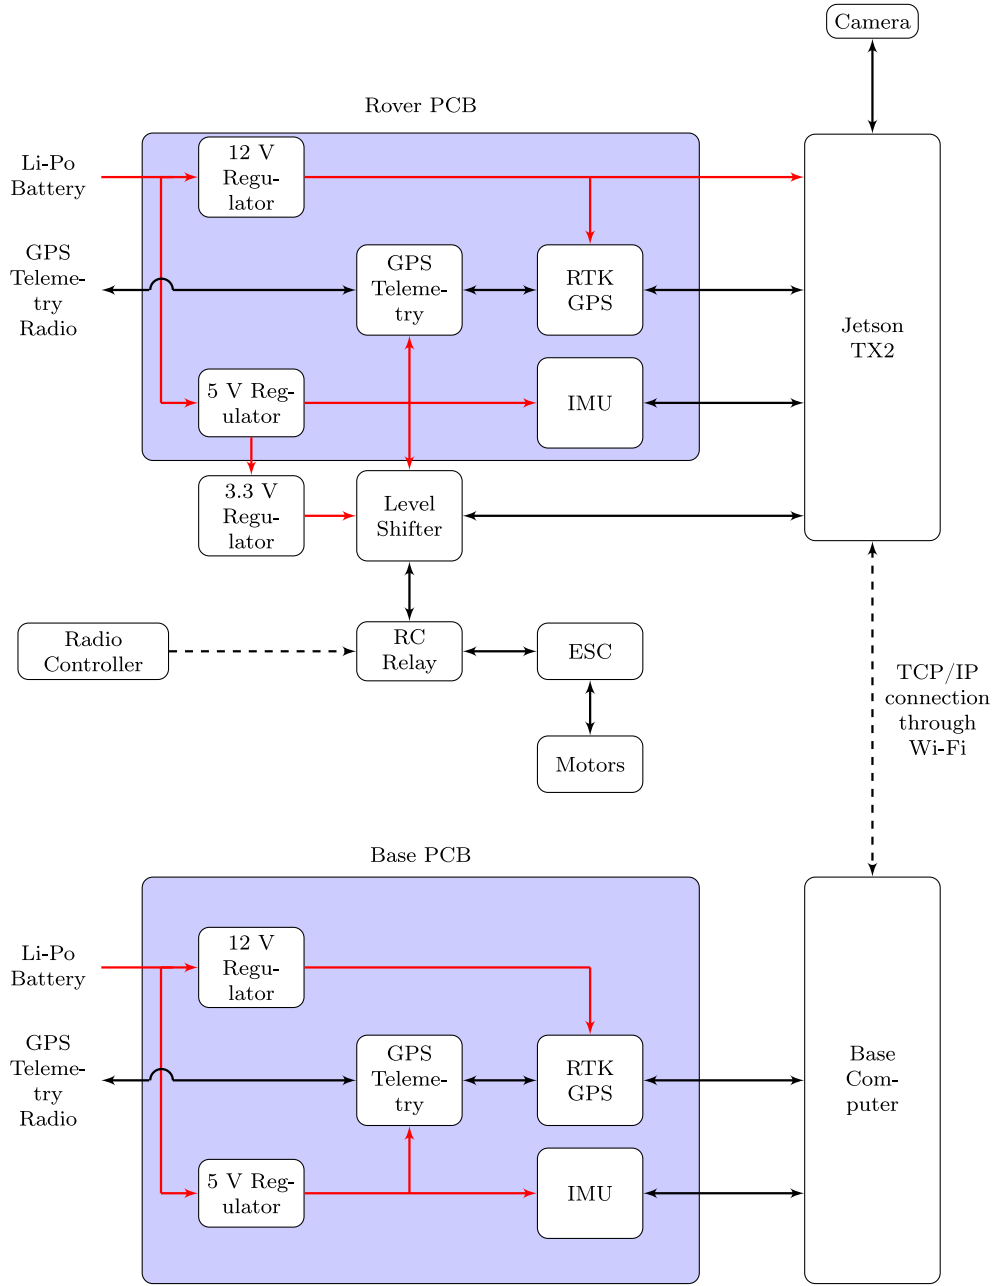 Camera
Rover PCB
Li-Po
Battery
12 V
Regu-
lator
GPS
Teleme-
try
Radio
GPS
Teleme-
try
RTK
GPS
Jetson
TX2
5 V Reg-
ulator
IMU
3.3 V
Regu-
lator
Level
Shifter
Radio
Controller
RC
Relay
ESC
TCP/IP
connection
through
Wi-Fi
Motors
Base PCB
Li-Po
Battery
12 V
Regu-
lator
GPS
Teleme-
try
Radio
GPS
Teleme-
try
RTK
GPS
Base
Com-
puter
5 V Reg-
ulator
IMU